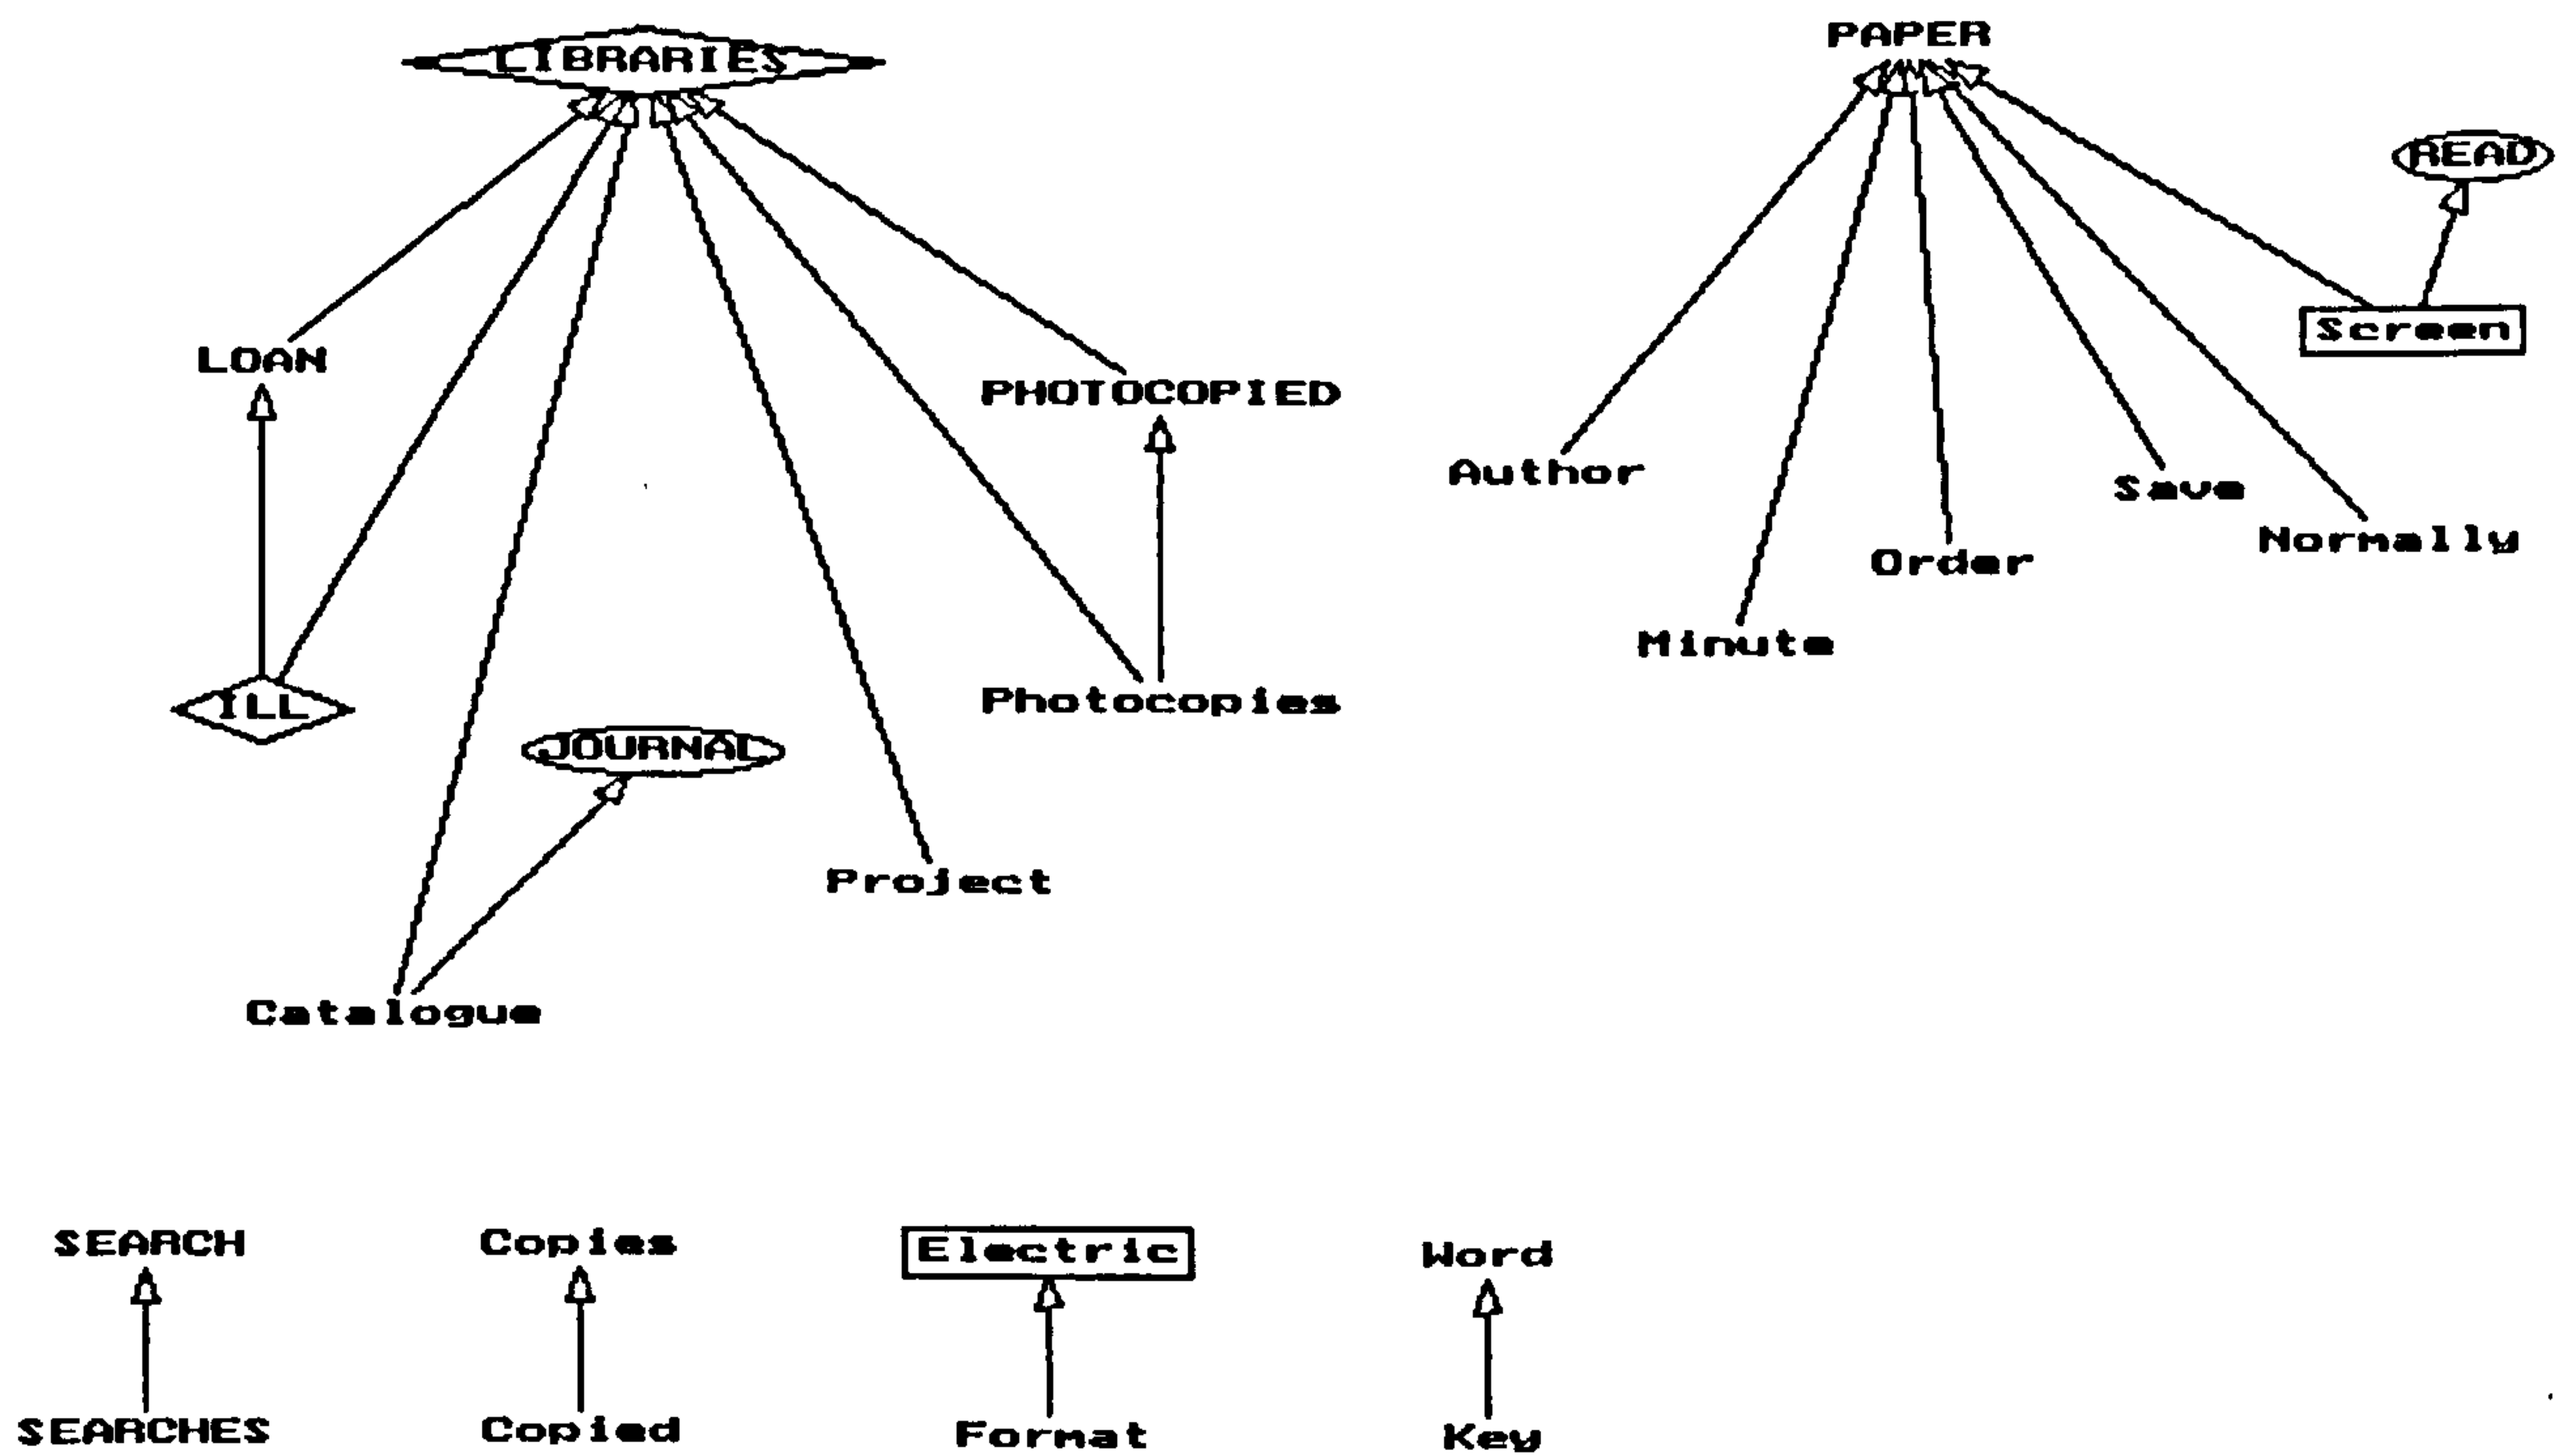 LIBRARIES
PAPER
READ
Screen
LOAN
PHOTOCOPIED
Author
Save
Normally
Order
Minute
ILL
Photocopies
JOURNAL
Project
Catalogue
SEARCH
Copies
Electric
Word
SEARCHES
Copied
Format
Key